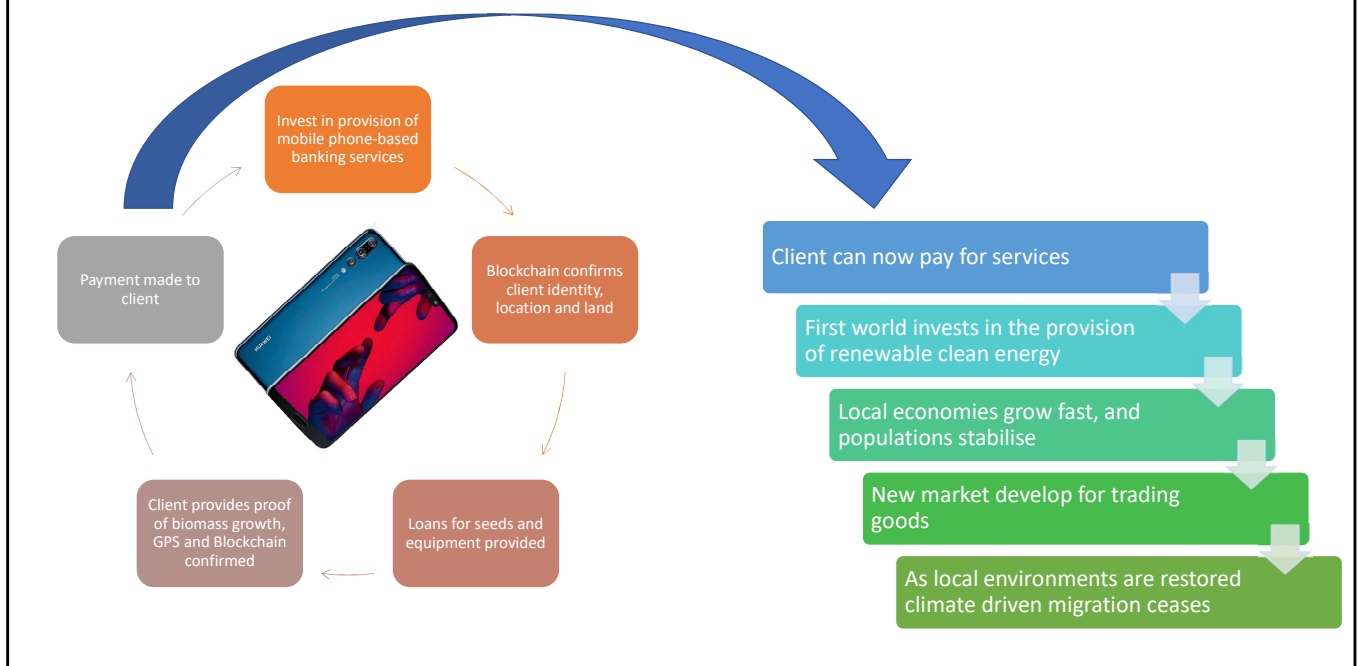 Invest in provision of
mobile phone-based
banking services
Blockchain confirms
client identity,
location and land
Loans for seeds and
equipment provided
Client provides proof
of biomass growth,
GPS and Blockchain
confirmed
Payment made to
client
HUAWEI
Client can now pay for services
First world invests in the provision
of renewable clean energy
Local economies grow fast, and
populations stabilise
New market develop for trading
goods
As local environments are restored
climate driven migration ceases